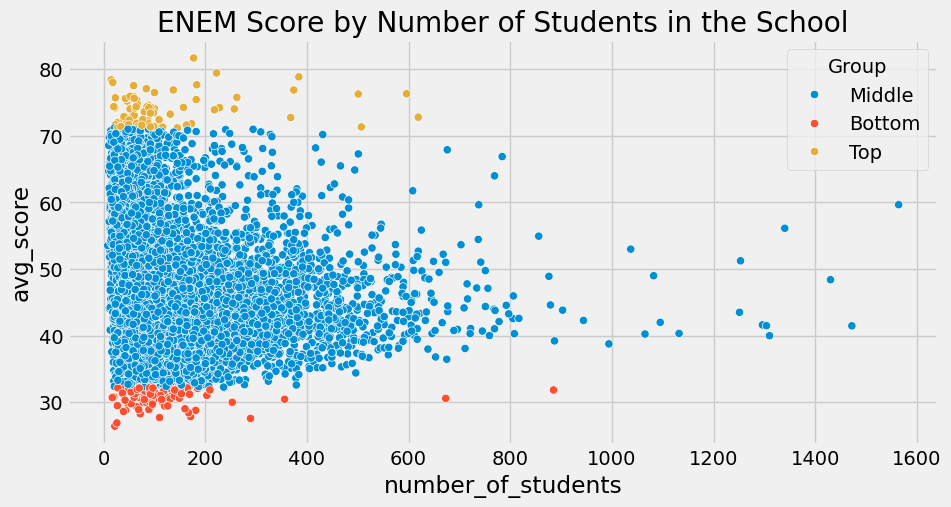 ENEM Score by Number of Students in the School
Group
Middle
Bottom
Top
avg_score
80
70
60
50
40
30
0 200 400 600 800 1000 1200 1400 1600
number_of_students